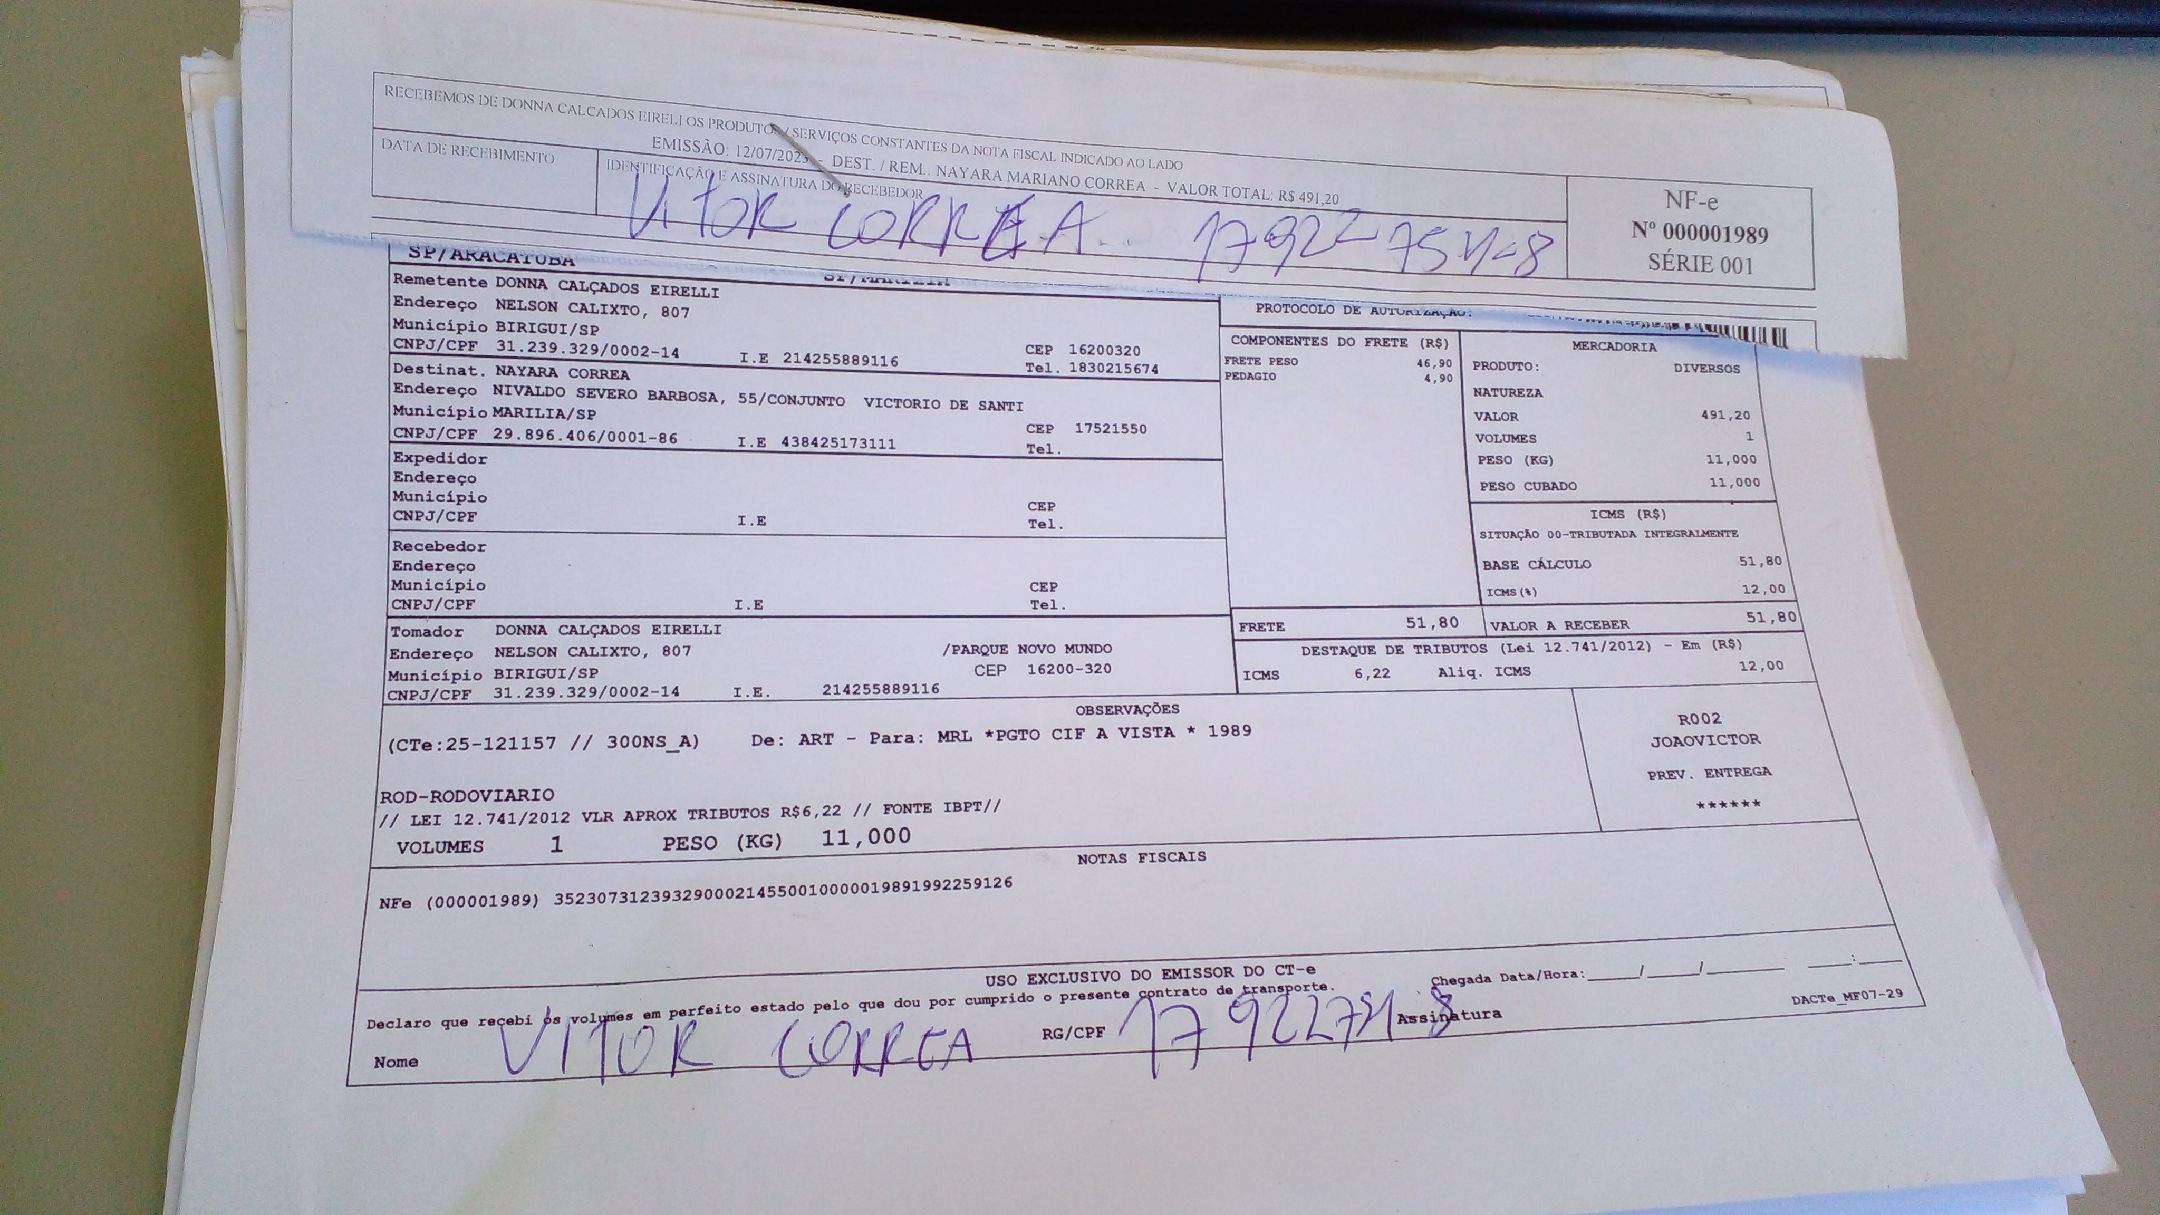 RECEBEMOS DE DONNA CALCADOS EIRELI OS PRODUTOS / SERVIÇOS CONSTANTES DA NOTA FISCAL INDICADO AO LADO
EMISSÃO: 12/07/2023 - DEST. / REM.. NAYARA MARIANO CORREA - VALOR TOTAL: R$ 491,20
DATA DE RECEBIMENTO
IDENTIFICAÇÃO E ASSINATURA DO RECEBEDOR
VITOR CORREA
NF-e
Nº 000001989
SÉRIE 001
SP/ARACATUBA SP/MARILIA
Remetente DONNA CALÇADOS EIRELLI
Endereço NELSON CALIXTO, 807
Município BIRIGUI/SP
CEP 16200320
CNPJ/CPF 31.239.329/0002-14 I.E 214255889116 Tel. 1830215674
Destinat. NAYARA CORREA
Endereço NIVALDO SEVERO BARBOSA, 55/CONJUNTO VICTORIO DE SANTI
Município MARILIA/SP CEP 17521550
CNPJ/CPF 29.896.406/0001-86 I.E 438425173111 Tel.
Expedidor
Endereço
Município CEP
CNPJ/CPF I.E Tel.
Recebedor
Endereço
Município CEP
CNPJ/CPF I.E Tel.
Tomador DONNA CALÇADOS EIRELLI
Endereço NELSON CALIXTO, 807 /PARQUE NOVO MUNDO
Município BIRIGUI/SP CEP 16200-320
CNPJ/CPF 31.239.329/0002-14 I.E. 214255889116
PROTOCOLO DE AUTORIZAÇÃO:
COMPONENTES DO FRETE (R$)
FRETE PESO 46,90
PEDAGIO 4,90
MERCADORIA
PRODUTO: DIVERSOS
NATUREZA
VALOR 491,20
VOLUMES 1
PESO (KG) 11,000
PESO CUBADO 11,000
ICMS (R$)
SITUAÇÃO 00-TRIBUTADA INTEGRALMENTE
BASE CÁLCULO 51,80
ICMS(%) 12,00
FRETE 51,80 VALOR A RECEBER 51,80
DESTAQUE DE TRIBUTOS (Lei 12.741/2012) - Em (R$)
ICMS 6,22 Aliq. ICMS 12,00
OBSERVAÇÕES
(CTe:25-121157 // 300NS_A) De: ART - Para: MRL *PGTO CIF A VISTA * 1989
ROD-RODOVIARIO
// LEI 12.741/2012 VLR APROX TRIBUTOS R$6,22 // FONTE IBPT//
VOLUMES 1 PESO (KG) 11,000
R002
JOAOVICTOR
PREV. ENTREGA
******
NOTAS FISCAIS
NFe (000001989) 35230731239329000214550010000019891992259126
USO EXCLUSIVO DO EMISSOR DO CT-e
Declaro que recebi os volumes em perfeito estado pelo que dou por cumprido o presente contrato de transporte.
Chegada Data/Hora:____/____/______ ____:____
Nome VITOR CORREA RG/CPF Assinatura
DACTe_MF07-29